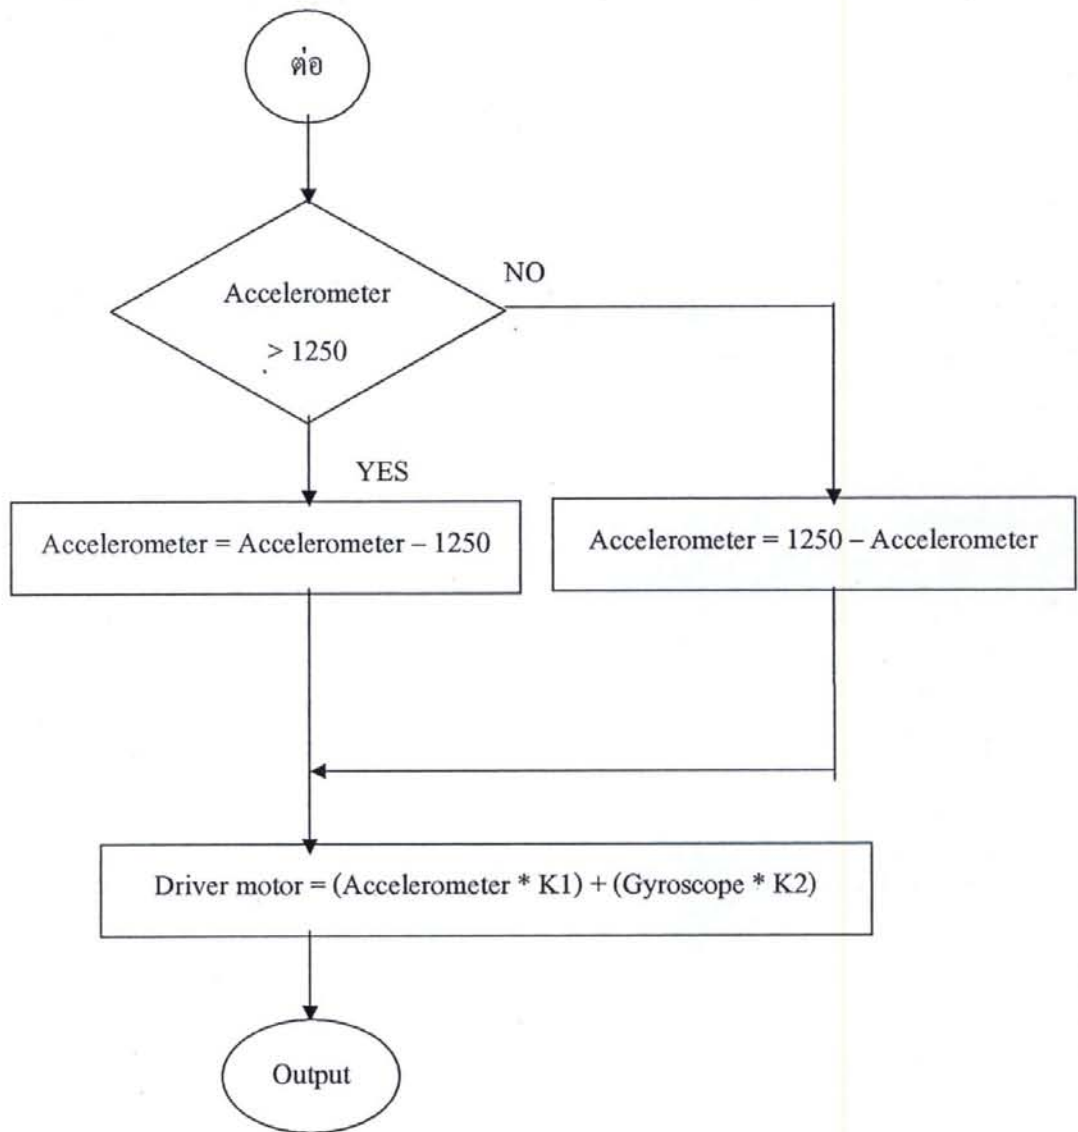 ต่อ
Accelerometer
> 1250
NO
YES
Accelerometer = Accelerometer – 1250
Accelerometer = 1250 – Accelerometer
Driver motor = (Accelerometer * K1) + (Gyroscope * K2)
Output